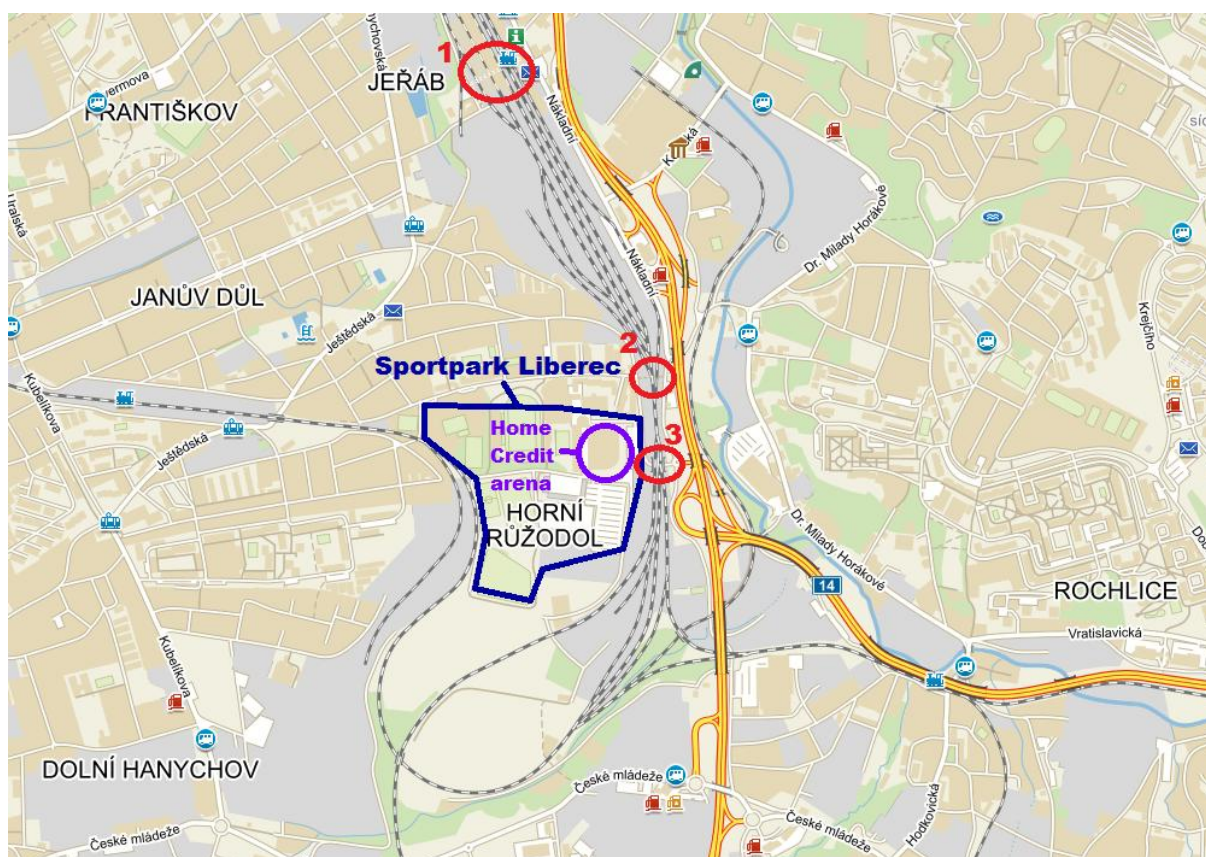 1
JEŘÁB
FRANTIŠKOV
Nákladní
Nákladní
Dr. Milady Horákové
JANŮV DŮL
Ještědská
Krejčího
Kubelíkova
2
Sportpark Liberec
Home
Credit
arena
3
Ještědská
HORNÍ
RŮŽODOL
Dr. Milady Horákové
14
ROCHLICE
Vratislavická
Kubelíkova
DOLNÍ HANYCHOV
České mládeže
České mládeže
České mládeže
Hodkovická